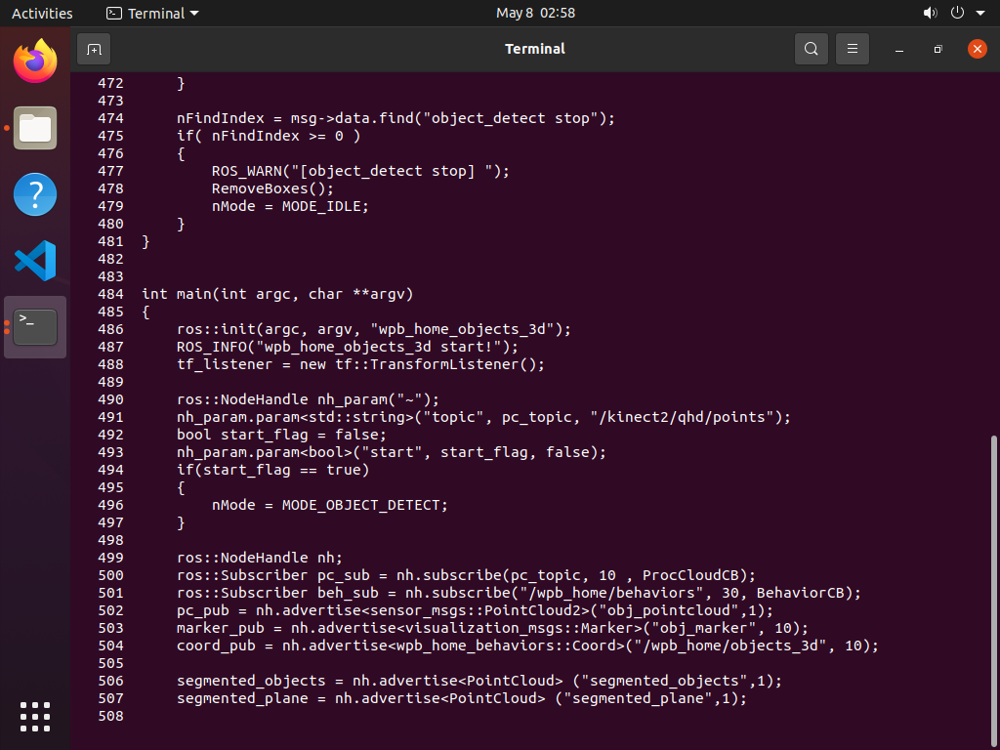 Activities
Terminal
May 8 02:58
Terminal
472 }
473
474 nFindIndex = msg->data.find("object_detect stop");
475 if( nFindIndex >= 0 )
476 {
477 ROS_WARN("[object_detect stop] ");
478 RemoveBoxes();
479 nMode = MODE_IDLE;
480 }
481 }
482
483
484 int main(int argc, char **argv)
485 {
486 ros::init(argc, argv, "wpb_home_objects_3d");
487 ROS_INFO("wpb_home_objects_3d start!");
488 tf_listener = new tf::TransformListener();
489
490 ros::NodeHandle nh_param("~");
491 nh_param.param<std::string>("topic", pc_topic, "/kinect2/qhd/points");
492 bool start_flag = false;
493 nh_param.param<bool>("start", start_flag, false);
494 if(start_flag == true)
495 {
496 nMode = MODE_OBJECT_DETECT;
497 }
498
499 ros::NodeHandle nh;
500 ros::Subscriber pc_sub = nh.subscribe(pc_topic, 10 , ProcCloudCB);
501 ros::Subscriber beh_sub = nh.subscribe("/wpb_home/behaviors", 30, BehaviorCB);
502 pc_pub = nh.advertise<sensor_msgs::PointCloud2>("obj_pointcloud",1);
503 marker_pub = nh.advertise<visualization_msgs::Marker>("obj_marker", 10);
504 coord_pub = nh.advertise<wpb_home_behaviors::Coord>("/wpb_home/objects_3d", 10);
505
506 segmented_objects = nh.advertise<PointCloud> ("segmented_objects",1);
507 segmented_plane = nh.advertise<PointCloud> ("segmented_plane",1);
508